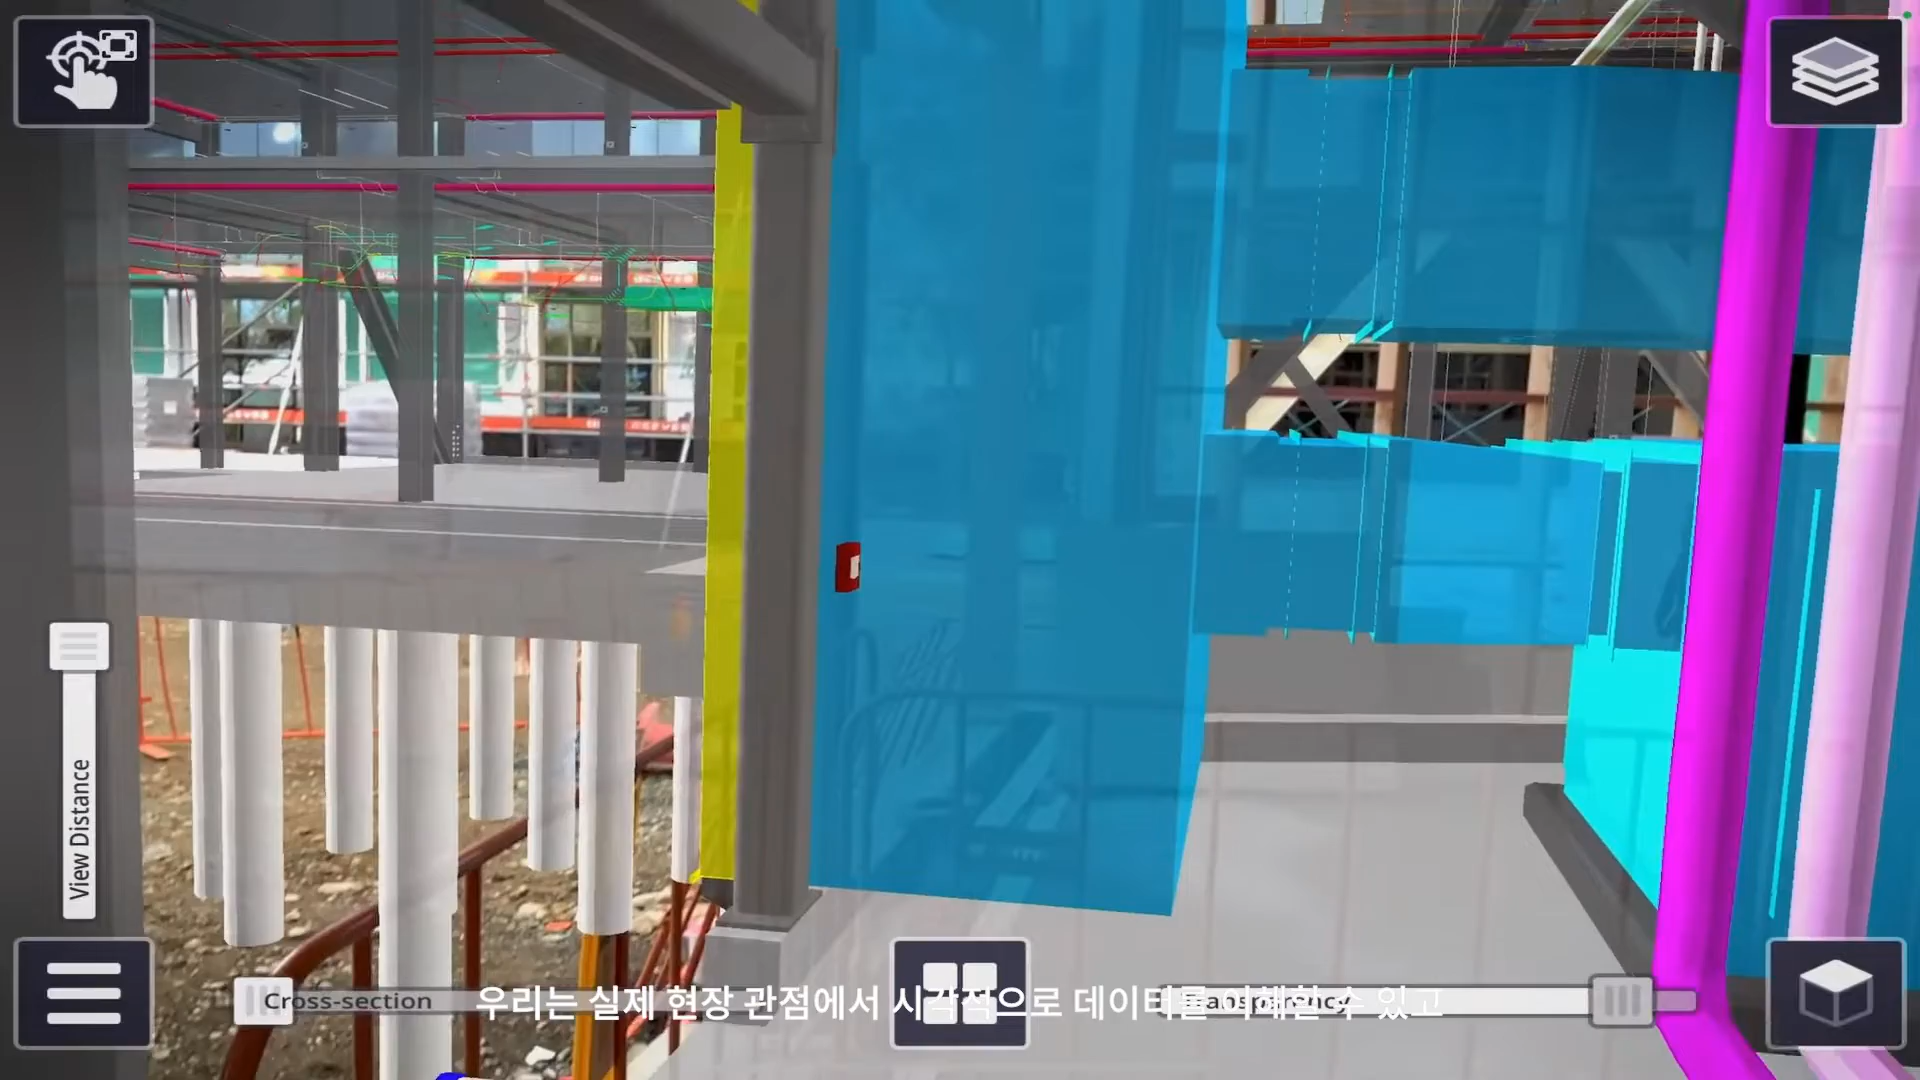 View Distance
Cross-section
우리는 실제 현장 관점에서 시각적으로 데이터를 이해할 수 있고